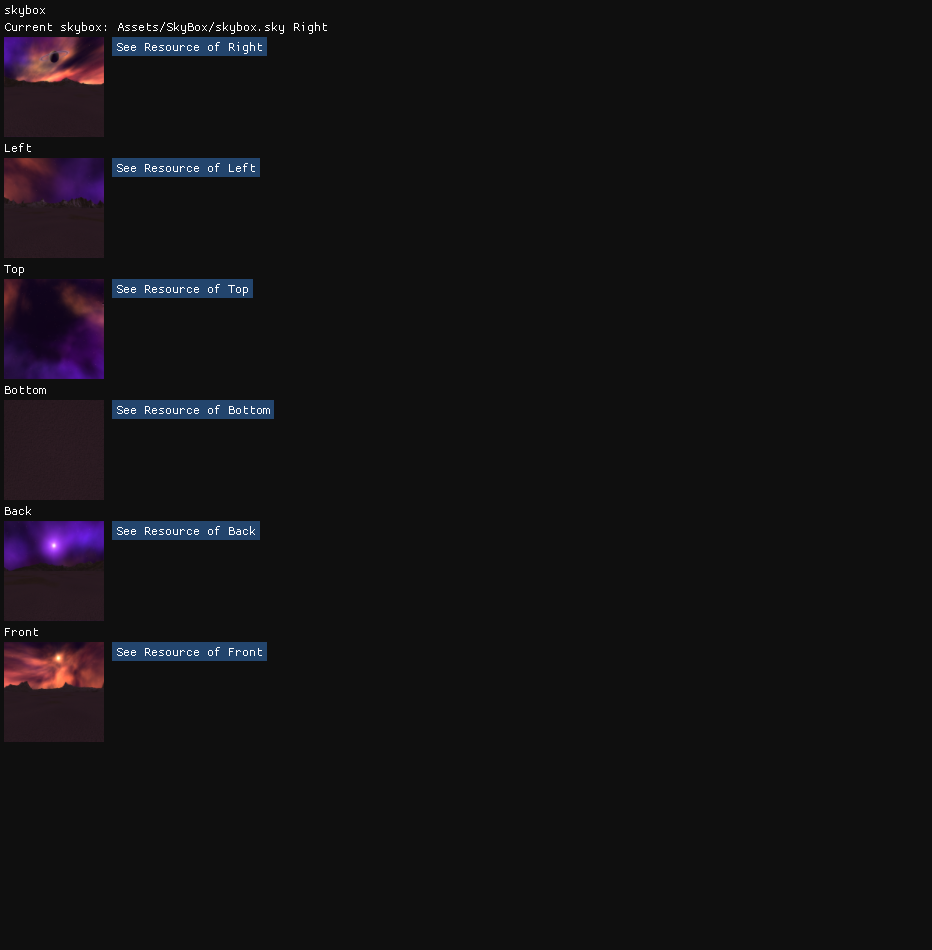 skybox
Current skybox: Assets/SkyBox/skybox.sky Right
See Resource of Right
Left
See Resource of Left
Top
See Resource of Top
Bottom
See Resource of Bottom
Back
See Resource of Back
Front
See Resource of Front